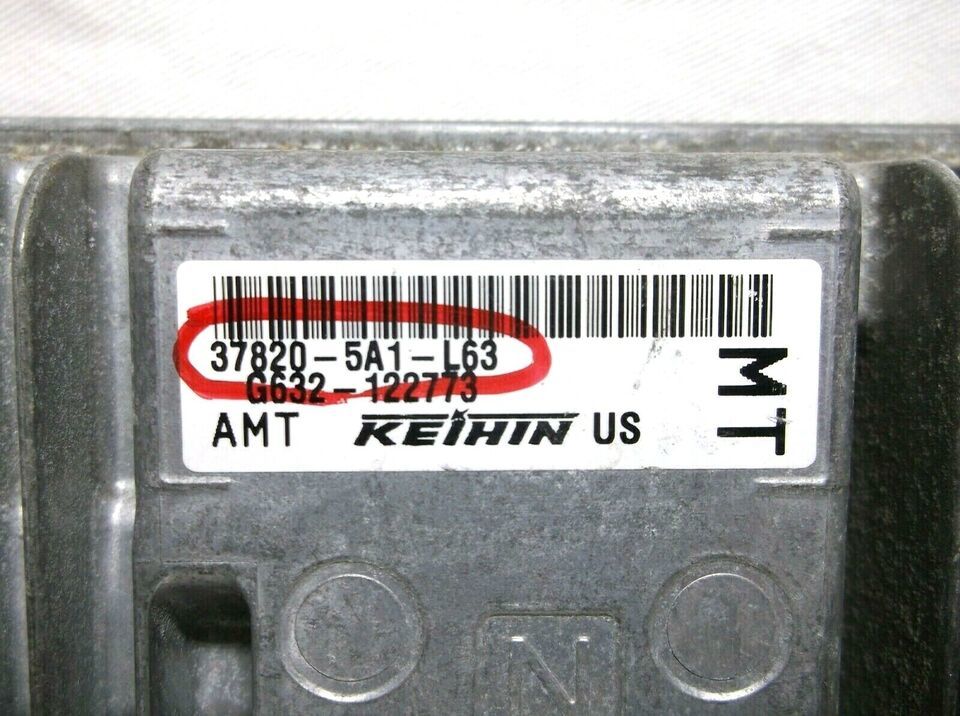 37820-5A1-L63
G632-122773
AMT KEIHIN US
MT
N